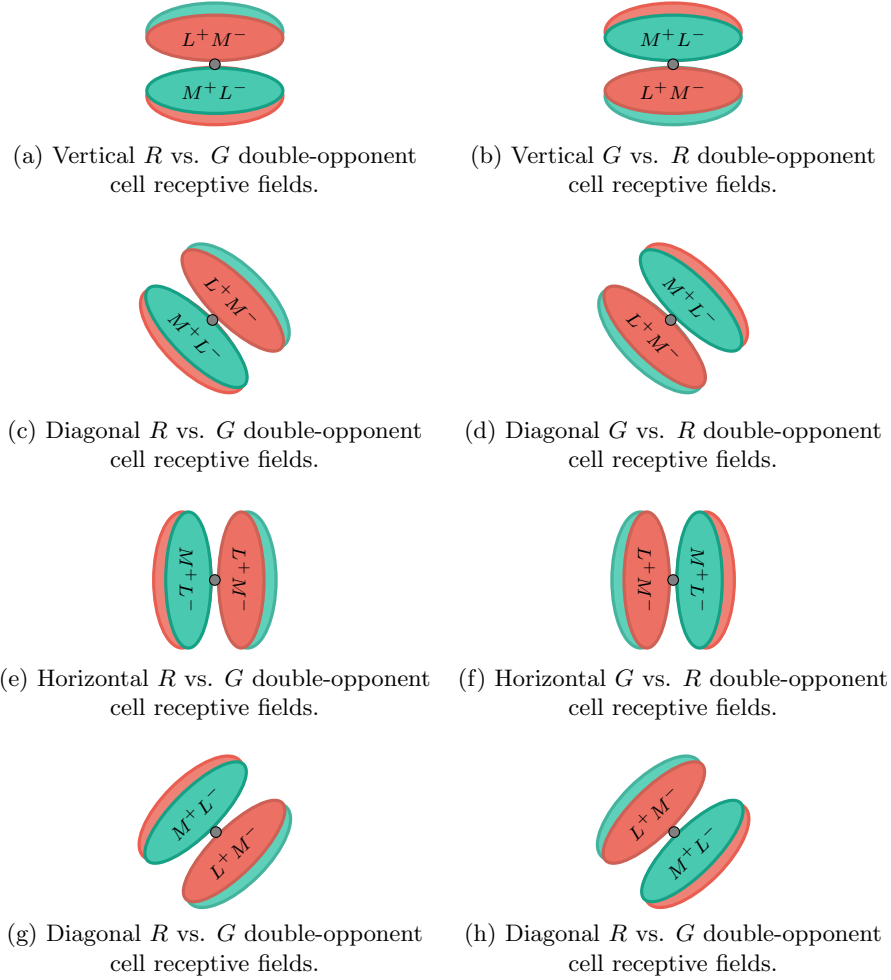 L⁺M⁻
M⁺L⁻
(a) Vertical R vs. G double-opponent
cell receptive fields.
M⁺L⁻
L⁺M⁻
(b) Vertical G vs. R double-opponent
cell receptive fields.
L⁺M⁻
M⁺L⁻
(c) Diagonal R vs. G double-opponent
cell receptive fields.
M⁺L⁻
L⁺M⁻
(d) Diagonal G vs. R double-opponent
cell receptive fields.
M⁺L⁻
L⁺M⁻
(e) Horizontal R vs. G double-opponent
cell receptive fields.
L⁺M⁻
M⁺L⁻
(f) Horizontal G vs. R double-opponent
cell receptive fields.
M⁺L⁻
L⁺M⁻
(g) Diagonal R vs. G double-opponent
cell receptive fields.
L⁺M⁻
M⁺L⁻
(h) Diagonal R vs. G double-opponent
cell receptive fields.